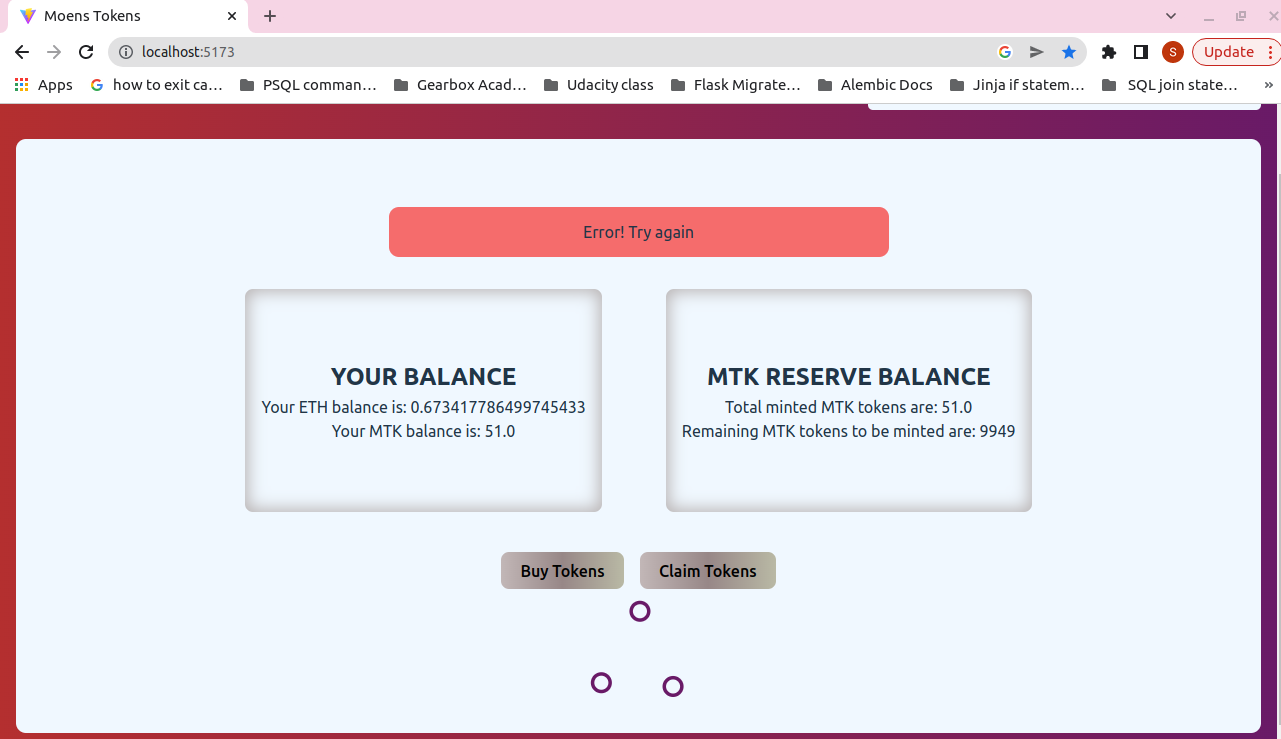 Moens Tokens
localhost:5173
S
Update
Apps
how to exit ca...
PSQL comman...
Gearbox Acad...
Udacity class
Flask Migrate...
Alembic Docs
Jinja if statem...
SQL join state...
»
Error! Try again
YOUR BALANCE
Your ETH balance is: 0.673417786499745433
Your MTK balance is: 51.0
MTK RESERVE BALANCE
Total minted MTK tokens are: 51.0
Remaining MTK tokens to be minted are: 9949
Buy Tokens
Claim Tokens